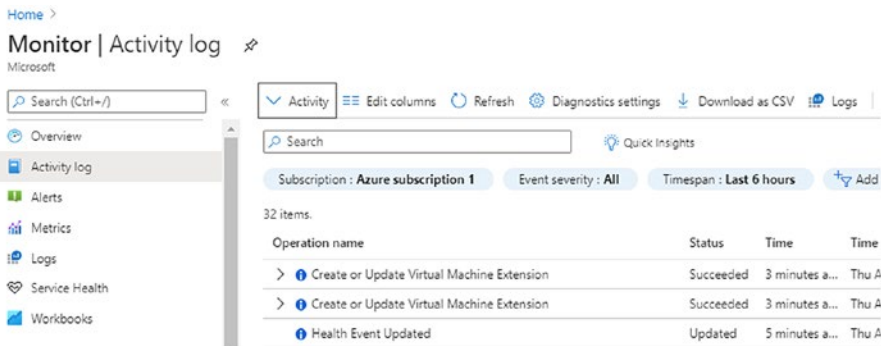 Home >
Monitor | Activity log
Microsoft
Search (Ctrl+/)
«
Activity
Edit columns
Refresh
Diagnostics settings
Download as CSV
Logs
Overview
Activity log
Alerts
Metrics
Logs
Service Health
Workbooks
Search
Quick Insights
Subscription : Azure subscription 1
Event severity : All
Timespan : Last 6 hours
Add
32 items.
Operation name Status Time Time
> Create or Update Virtual Machine Extension Succeeded 3 minutes a... Thu A
> Create or Update Virtual Machine Extension Succeeded 3 minutes a... Thu A
Health Event Updated Updated 5 minutes a... Thu A